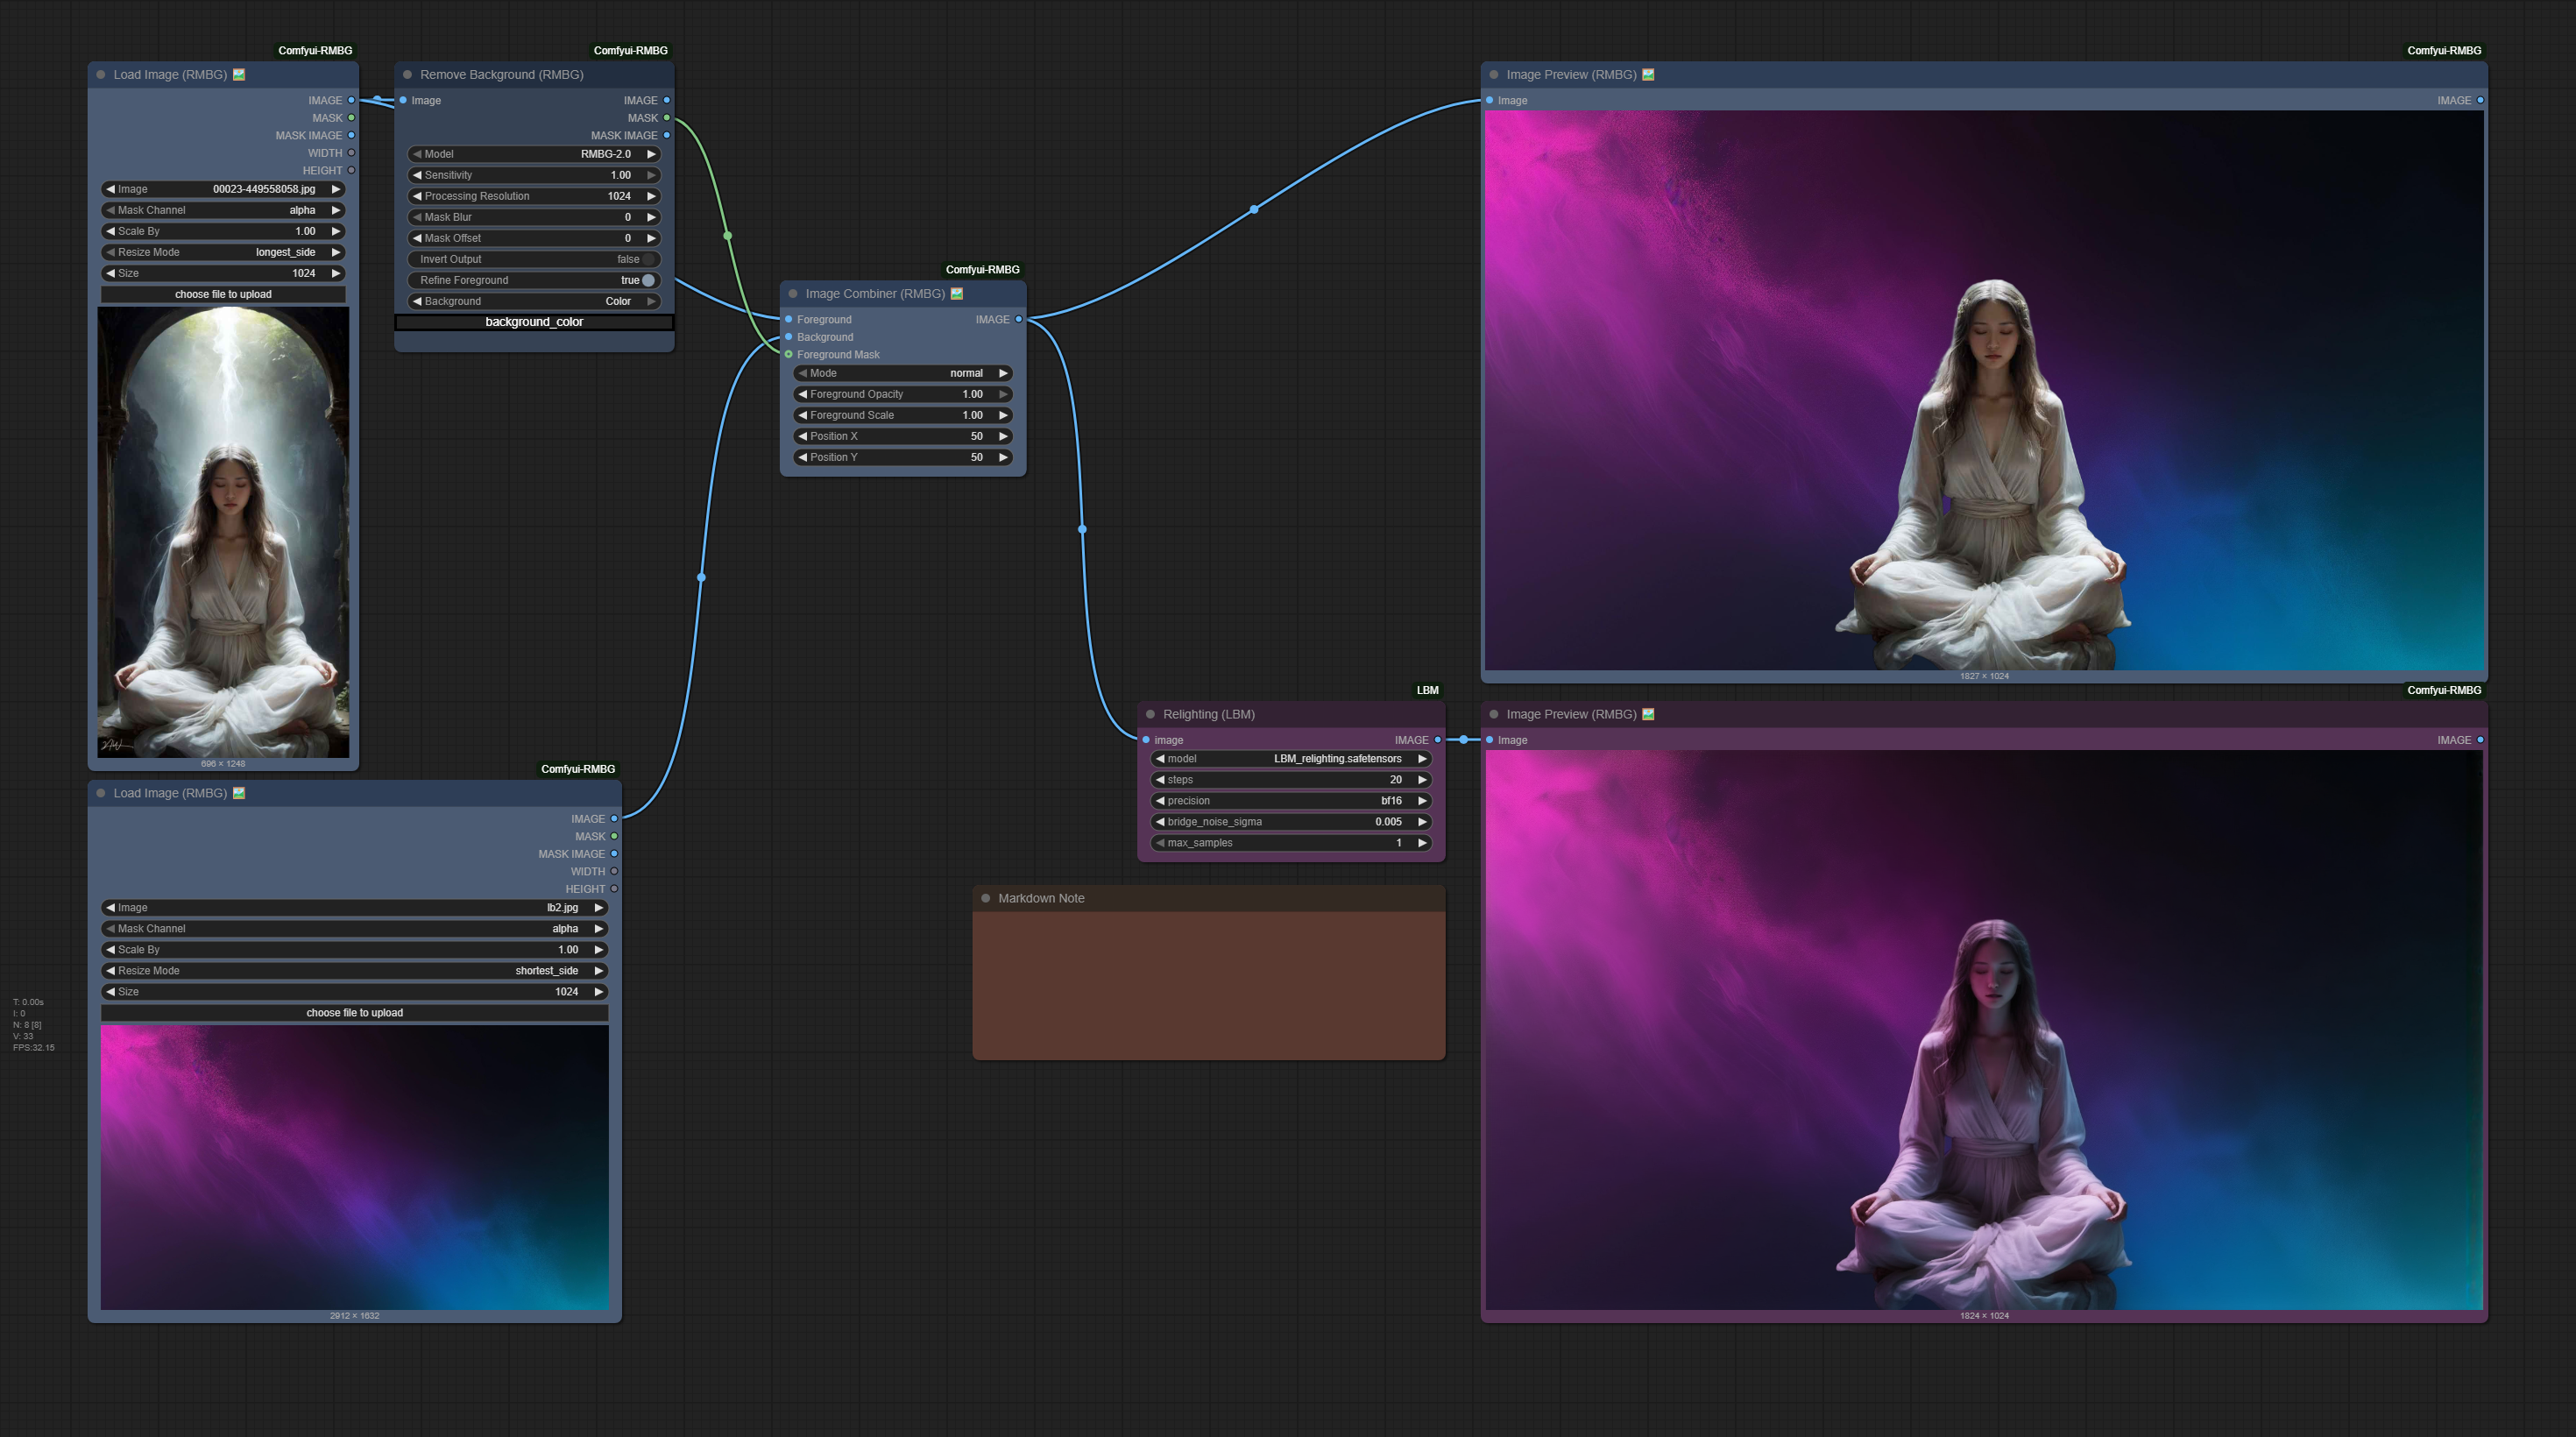 Comfyui-RMBG
Load Image (RMBG)
IMAGE
MASK
MASK IMAGE
WIDTH
HEIGHT
Image 00023-449558058.jpg
Mask Channel alpha
Scale By 1.00
Resize Mode longest_side
Size 1024
choose file to upload
696 × 1248
Comfyui-RMBG
Remove Background (RMBG)
Image IMAGE
MASK
MASK IMAGE
Model RMBG-2.0
Sensitivity 1.00
Processing Resolution 1024
Mask Blur 0
Mask Offset 0
Invert Output false
Refine Foreground true
Background Color
background_color
Comfyui-RMBG
Image Combiner (RMBG)
Foreground IMAGE
Background
Foreground Mask
Mode normal
Foreground Opacity 1.00
Foreground Scale 1.00
Position X 50
Position Y 50
Comfyui-RMBG
Image Preview (RMBG)
Image IMAGE
1827 × 1024
Comfyui-RMBG
Load Image (RMBG)
IMAGE
MASK
MASK IMAGE
WIDTH
HEIGHT
Image lb2.jpg
Mask Channel alpha
Scale By 1.00
Resize Mode shortest_side
Size 1024
choose file to upload
2912 × 1632
LBM
Relighting (LBM)
image IMAGE
model LBM_relighting.safetensors
steps 20
precision bf16
bridge_noise_sigma 0.005
max_samples 1
Markdown Note
Comfyui-RMBG
Image Preview (RMBG)
Image IMAGE
1824 × 1024
T: 0.00s
I: 0
N: 8 [8]
V: 33
FPS:32.15